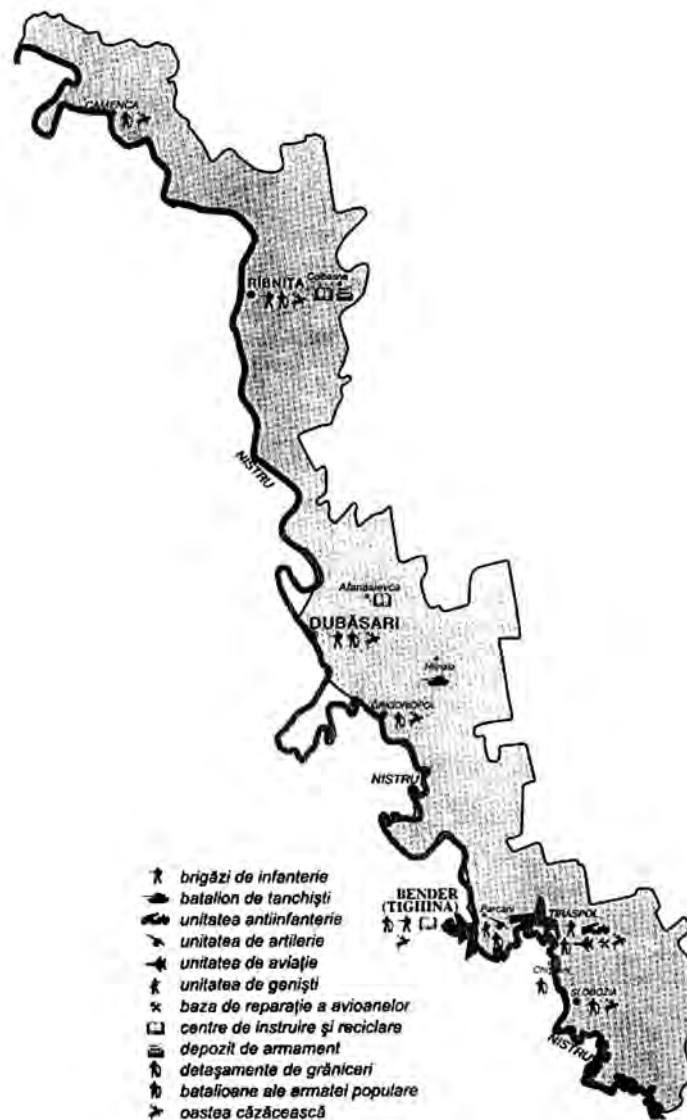 CAMENCA
RÎBNIȚA
Colbasna
NISTRU
Afanasievca
DUBĂSARI
GRIGORIOPOL
NISTRU
BENDER
(TIGHINA)
Parcani
TIRASPOL
SLOBOZIA
NISTRU
brigăzi de infanterie
batalion de tanchiști
unitatea antiinfanterie
unitatea de artilerie
unitatea de aviație
unitatea de geniști
baza de reparație a avioanelor
centre de instruire și reciclare
depozit de armament
detașamente de grăniceri
batalioane ale armatei populare
oastea căzăcească